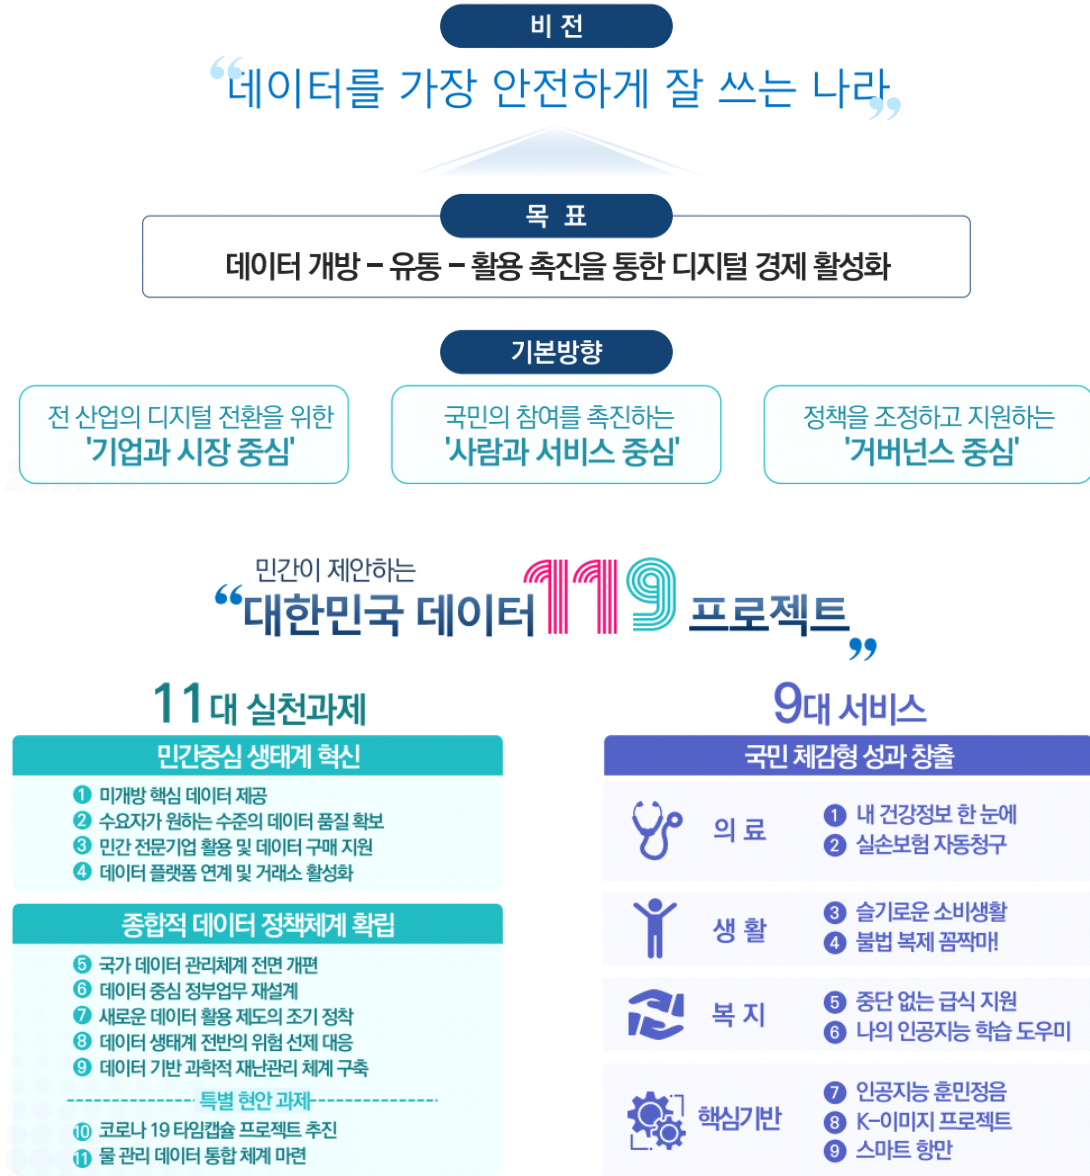 비 전
“데이터를 가장 안전하게 잘 쓰는 나라”
목 표
데이터 개방 – 유통 – 활용 촉진을 통한 디지털 경제 활성화
기본방향
전 산업의 디지털 전환을 위한
'기업과 시장 중심'
국민의 참여를 촉진하는
'사람과 서비스 중심'
정책을 조정하고 지원하는
'거버넌스 중심'
민간이 제안하는
“대한민국 데이터 119 프로젝트”
11대 실천과제
민간중심 생태계 혁신
1 미개방 핵심 데이터 제공
2 수요자가 원하는 수준의 데이터 품질 확보
3 민간 전문기업 활용 및 데이터 구매 지원
4 데이터 플랫폼 연계 및 거래소 활성화
종합적 데이터 정책체계 확립
5 국가 데이터 관리체계 전면 개편
6 데이터 중심 정부업무 재설계
7 새로운 데이터 활용 제도의 조기 정착
8 데이터 생태계 전반의 위험 선제 대응
9 데이터 기반 과학적 재난관리 체계 구축
특별 현안 과제
10 코로나 19 타임캡슐 프로젝트 추진
11 물 관리 데이터 통합 체계 마련
9대 서비스
국민 체감형 성과 창출
의 료
1 내 건강정보 한 눈에
2 실손보험 자동청구
생 활
3 슬기로운 소비생활
4 불법 복제 꼼짝마!
복 지
5 중단 없는 급식 지원
6 나의 인공지능 학습 도우미
핵심기반
7 인공지능 훈민정음
8 K-이미지 프로젝트
9 스마트 항만